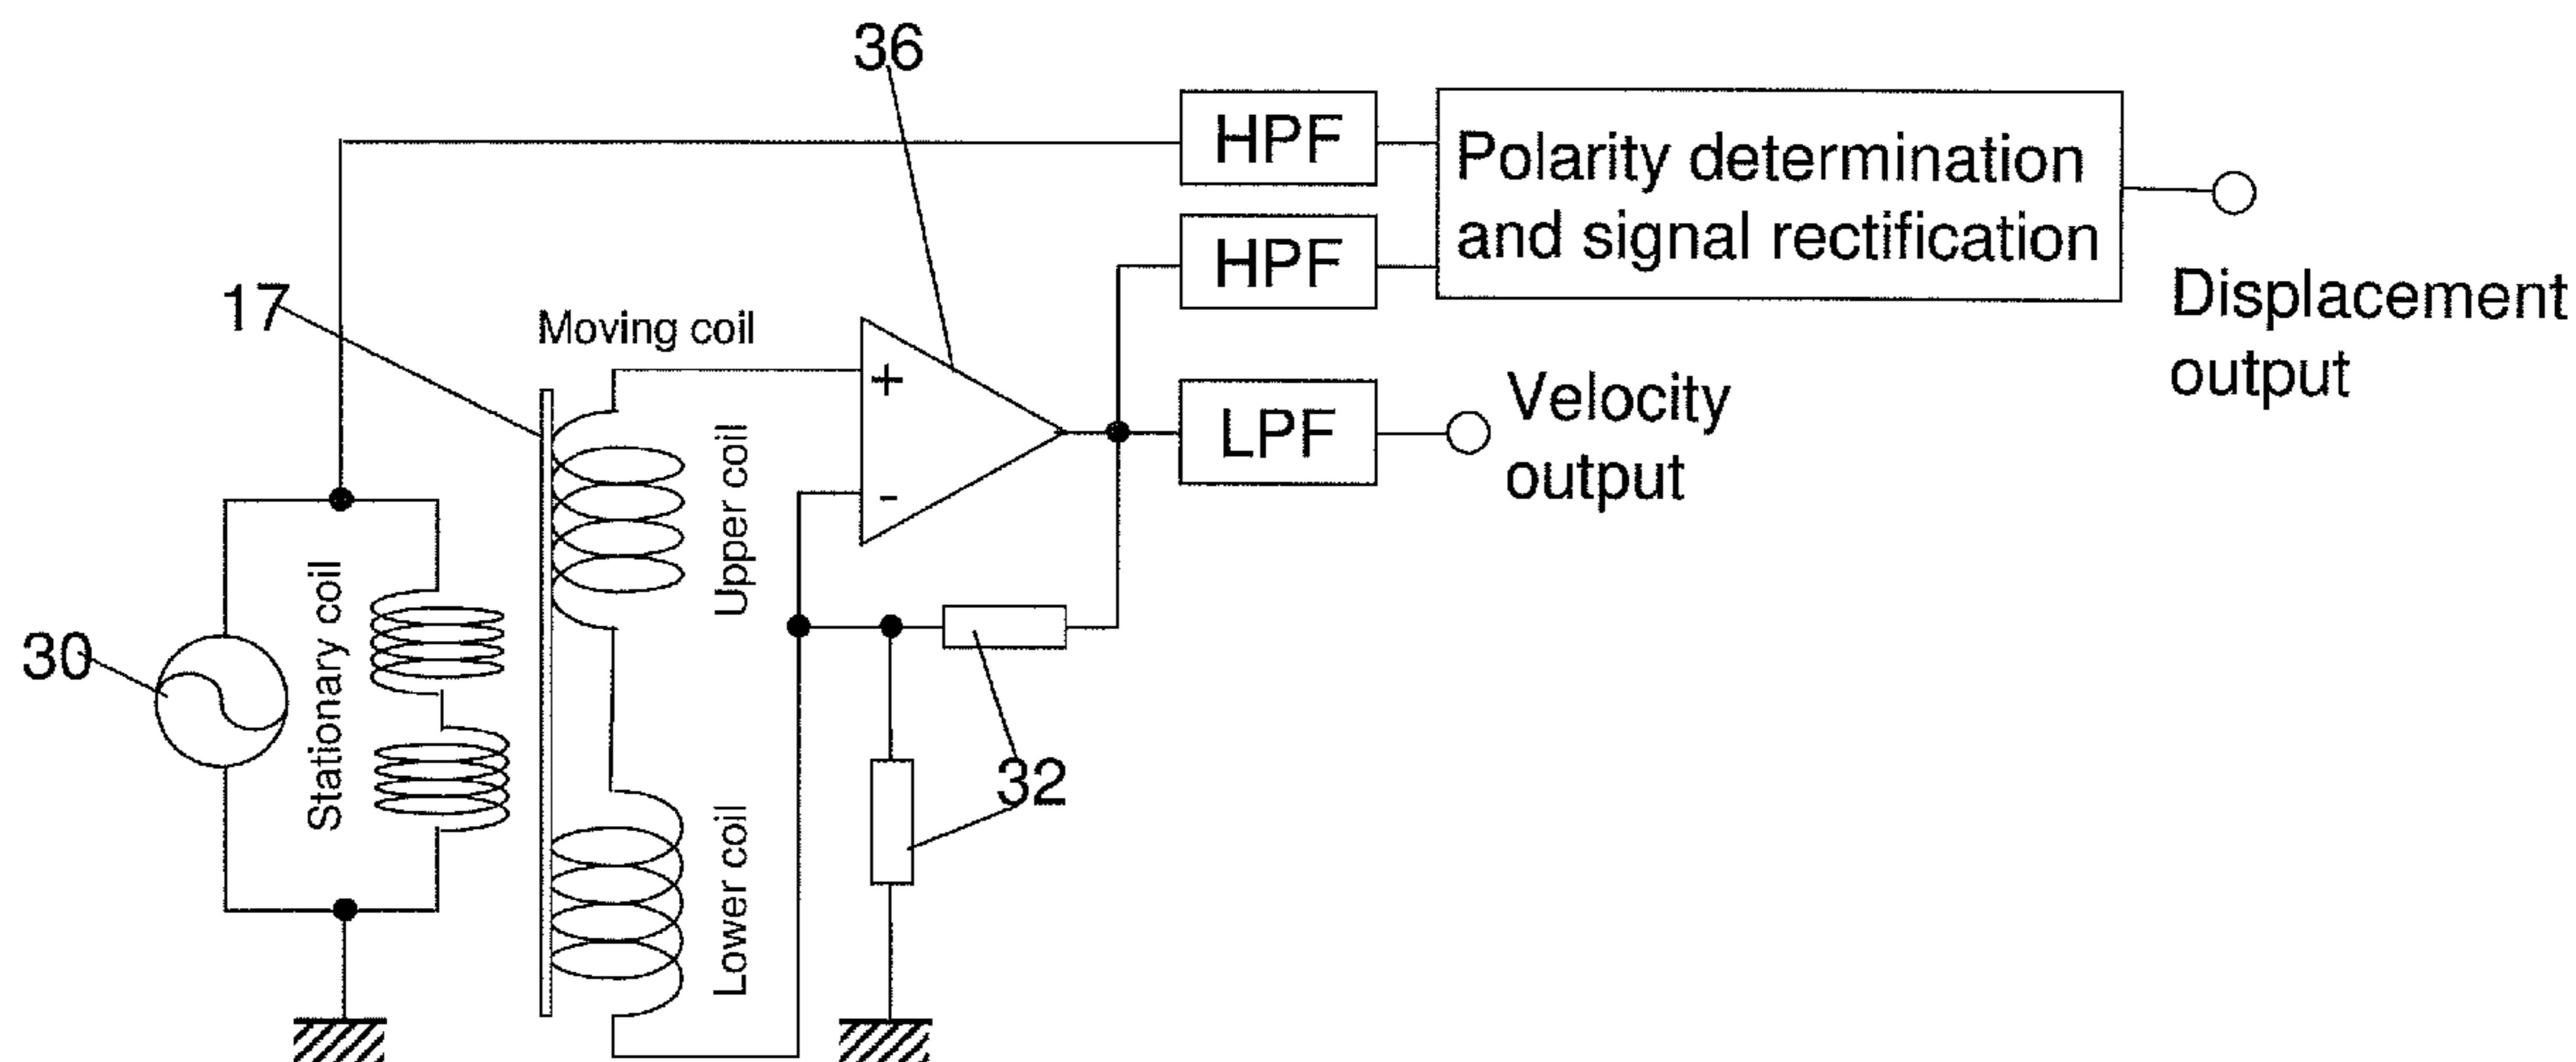 36
HPF
Polarity determination
and signal rectification
HPF
17
Moving coil
+
-
Upper coil
Displacement
output
LPF
Velocity
output
30
Stationary coil
32
Lower coil